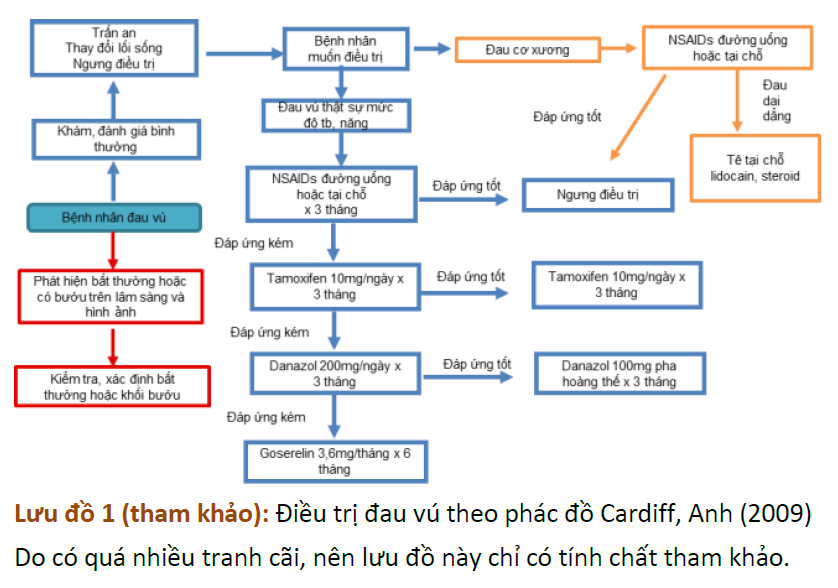 Trấn an
Thay đổi lối sống
Ngưng điều trị
Bệnh nhân
muốn điều trị
Đau cơ xương
NSAIDs đường uống
hoặc tại chỗ
Đau
dai
dẳng
Đáp ứng tốt
Đau vú thật sự mức
độ tb, năng
Khám, đánh giá bình
thường
Tê tại chỗ
lidocain, steroid
NSAIDs đường uống
hoặc tại chỗ
x 3 tháng
Đáp ứng tốt
Ngưng điều trị
Bệnh nhân đau vú
Đáp ứng kém
Phát hiện bất thường hoặc
có bướu trên lâm sàng và
hình ảnh
Tamoxifen 10mg/ngày x
3 tháng
Đáp ứng tốt
Tamoxifen 10mg/ngày x
3 tháng
Đáp ứng kém
Kiểm tra, xác định bất
thường hoặc khối bướu
Danazol 200mg/ngày x
3 tháng
Đáp ứng tốt
Danazol 100mg pha
hoàng thể x 3 tháng
Đáp ứng kém
Goserelin 3,6mg/tháng x 6
tháng
Lưu đồ 1 (tham khảo): Điều trị đau vú theo phác đồ Cardiff, Anh (2009)
Do có quá nhiều tranh cãi, nên lưu đồ này chỉ có tính chất tham khảo.